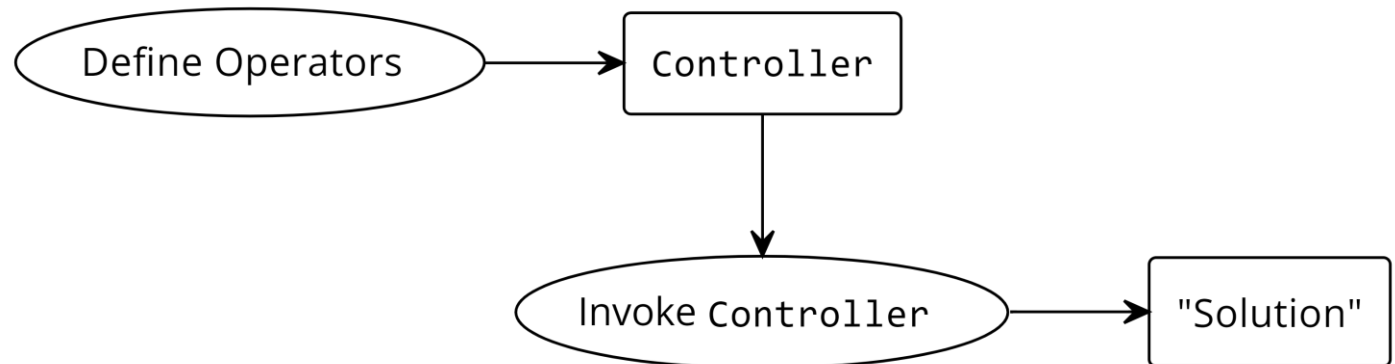 Define Operators
Controller
Invoke Controller
"Solution"